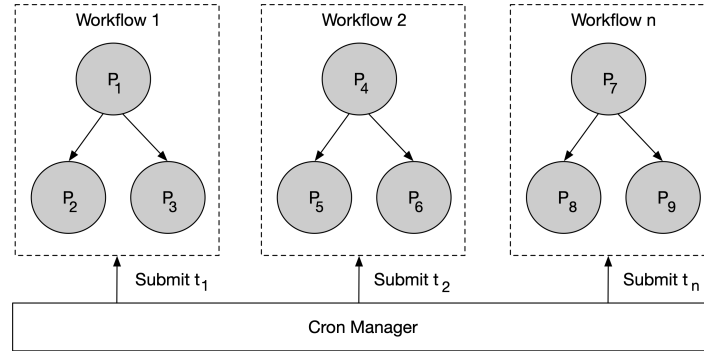 Workflow 1
Workflow 2
Workflow n
P1
P4
P7
P2
P3
P5
P6
P8
P9
Submit t1
Submit t2
Submit tn
Cron Manager